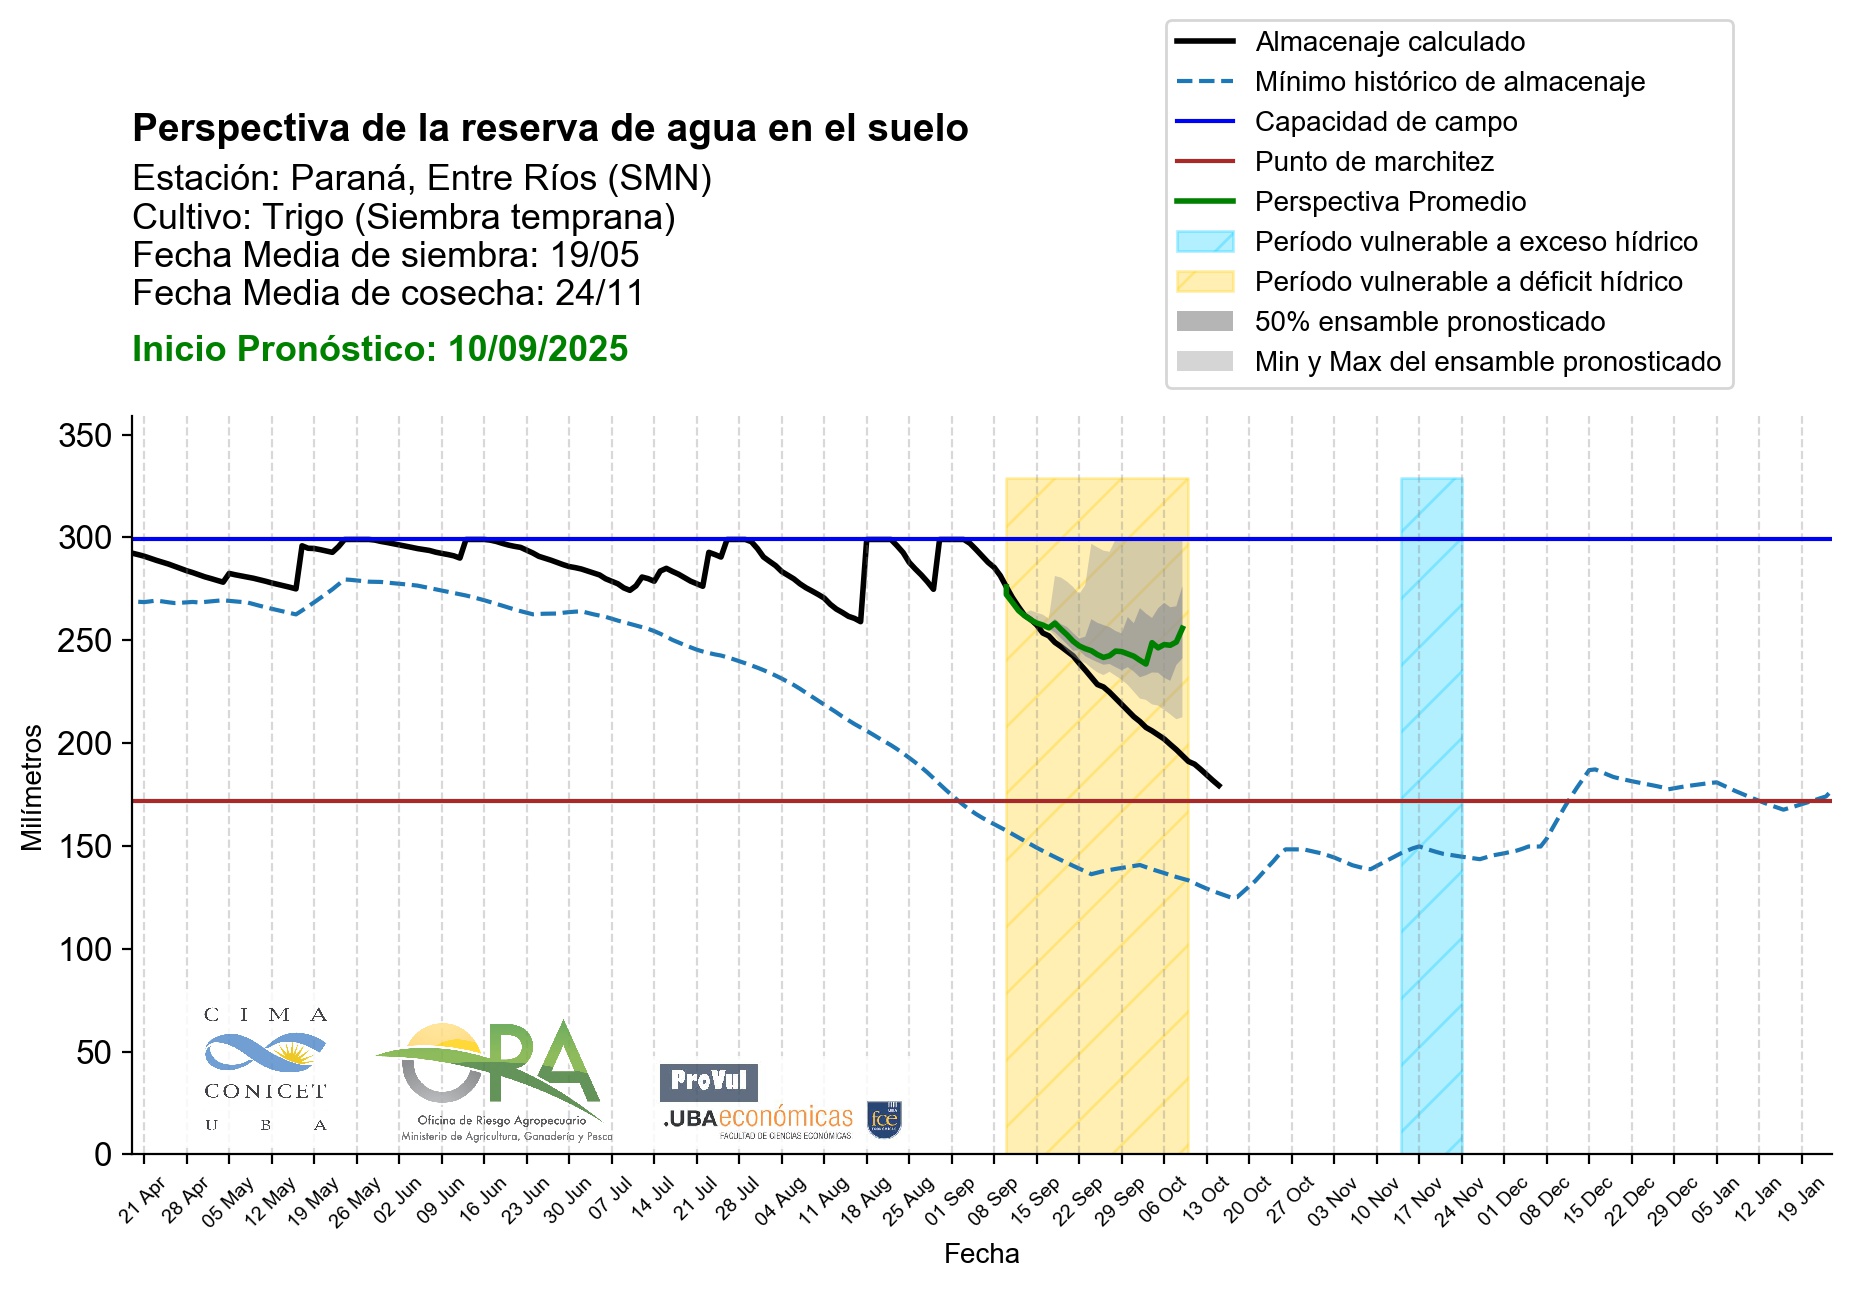 Almacenaje calculado
Mínimo histórico de almacenaje
Capacidad de campo
Punto de marchitez
Perspectiva Promedio
Período vulnerable a exceso hídrico
Período vulnerable a déficit hídrico
50% ensamble pronosticado
Min y Max del ensamble pronosticado
Perspectiva de la reserva de agua en el suelo
Estación: Paraná, Entre Ríos (SMN)
Cultivo: Trigo (Siembra temprana)
Fecha Media de siembra: 19/05
Fecha Media de cosecha: 24/11
Inicio Pronóstico: 10/09/2025
Milímetros
350
300
250
200
150
100
50
0
CIMA
CONICET
UBA
ORA
Oficina de Riesgo Agropecuario
Ministerio de Agricultura, Ganadería y Pesca
ProVul
.UBAeconómicas
FACULTAD DE CIENCIAS ECONÓMICAS
fce
21 Apr
28 Apr
05 May
12 May
19 May
26 May
02 Jun
09 Jun
16 Jun
23 Jun
30 Jun
07 Jul
14 Jul
21 Jul
28 Jul
04 Aug
11 Aug
18 Aug
25 Aug
01 Sep
08 Sep
15 Sep
22 Sep
29 Sep
06 Oct
13 Oct
20 Oct
27 Oct
03 Nov
10 Nov
17 Nov
24 Nov
01 Dec
08 Dec
15 Dec
22 Dec
29 Dec
05 Jan
12 Jan
19 Jan
Fecha